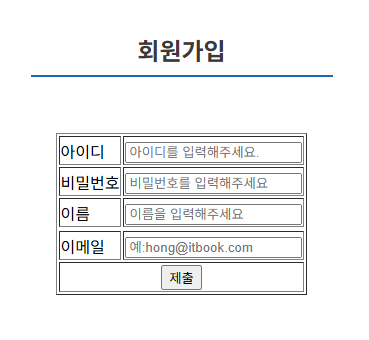 회원가입
아이디 아이디를 입력해주세요.
비밀번호 비밀번호를 입력해주세요
이름 이름을 입력해주세요
이메일 예:hong@itbook.com
제출